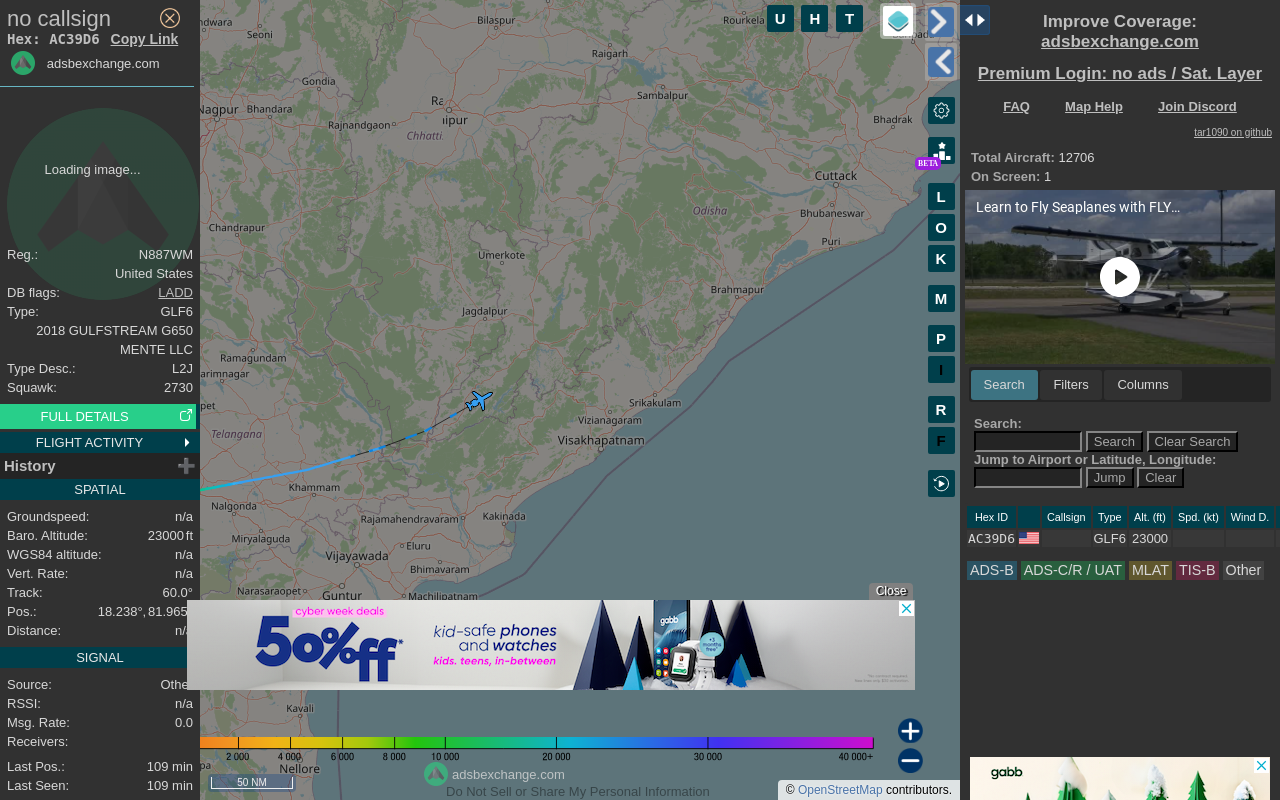 no callsign
Hex: AC39D6 Copy Link
adsbexchange.com
Loading image...
Reg.: N887WM
United States
DB flags: LADD
Type: GLF6
2018 GULFSTREAM G650
MENTE LLC
Type Desc.: L2J
Squawk: 2730
FULL DETAILS
FLIGHT ACTIVITY
History
SPATIAL
Groundspeed: n/a
Baro. Altitude: 23000 ft
WGS84 altitude: n/a
Vert. Rate: n/a
Track: 60.0°
Pos.: 18.238°, 81.965
Distance: n/
SIGNAL
Source: Othe
RSSI: n/a
Msg. Rate: 0.0
Receivers:
Last Pos.: 109 min
Last Seen: 109 min
ndwara
Seoni
Bilaspur
Rourkela
Raigarh
Gondia
Sambalpur
Nagpur
Bhandara
Rajnandgaon
Ra
ipur
Chhatti
Bhadrak
Cuttack
Odisha
Bhubaneswar
Chandrapur
Puri
Umerkote
Brahmapur
Jagdalpur
Ramagundam
arimnagar
pet
Telangana
Srikakulam
Vizianagaram
Visakhapatnam
Khammam
Nalgonda
Rajamahendravaram
Kakinada
Miryalaguda
Eluru
Vijayawada
Bhimavaram
Narasaraopet
Guntur
Machilipatnam
Kavali
Nellore
pa
U H T
BETA
L
O
K
M
P
I
R
F
Close
cyber week deals
50%ff*
kid-safe phones
and watches
kids. teens, in-between
gabb
+3
months
free*
2 000 4 000 6 000 8 000 10 000 20 000 30 000 40 000+
50 NM
adsbexchange.com
Do Not Sell or Share My Personal Information
© OpenStreetMap contributors.
Improve Coverage:
adsbexchange.com
Premium Login: no ads / Sat. Layer
FAQ Map Help Join Discord
tar1090 on github
Total Aircraft: 12706
On Screen: 1
Learn to Fly Seaplanes with FLY...
Search Filters Columns
Search:
Search Clear Search
Jump to Airport or Latitude, Longitude:
Jump Clear
Hex ID Callsign Type Alt. (ft) Spd. (kt) Wind D.
AC39D6 GLF6 23000
ADS-B ADS-C/R / UAT MLAT TIS-B Other
gabb